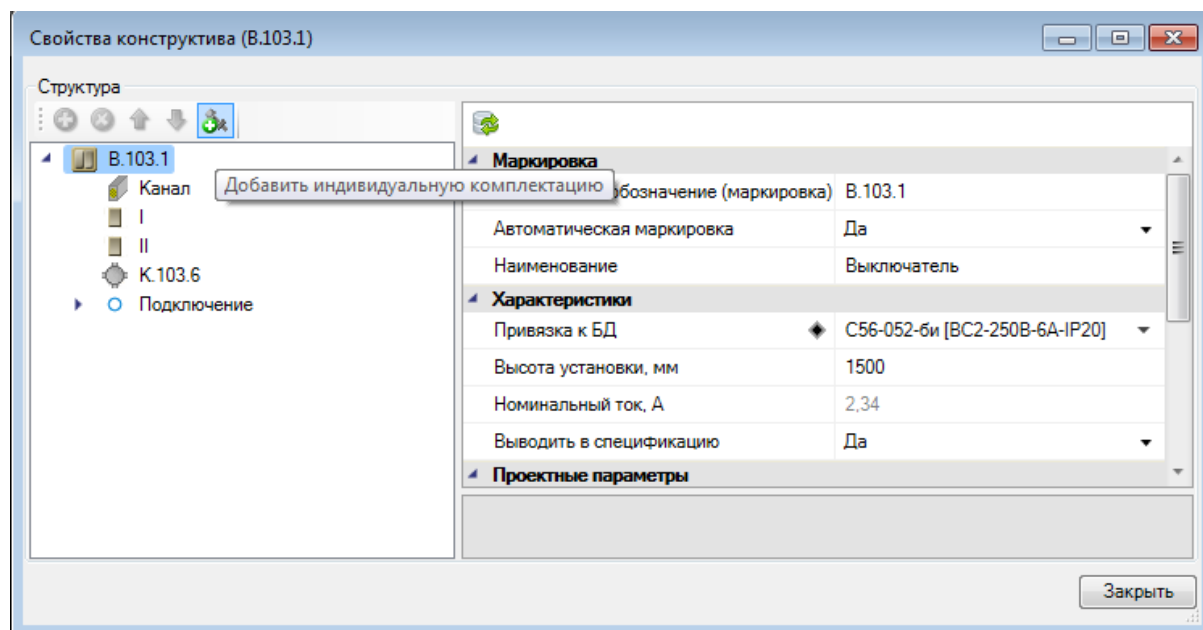 Свойства конструктива (В.103.1)
Структура
В.103.1
Канал
I
II
К.103.6
Подключение
Добавить индивидуальную комплектацию
Маркировка
обозначение (маркировка) В.103.1
Автоматическая маркировка Да
Наименование Выключатель
Характеристики
Привязка к БД С56-052-би [ВС2-250В-6А-IP20]
Высота установки, мм 1500
Номинальный ток, А 2,34
Выводить в спецификацию Да
Проектные параметры
Закрыть